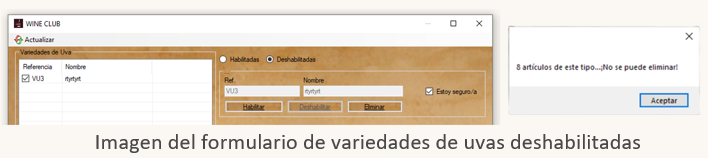 WINE CLUB
Actualizar
Variedades de Uva
Referencia Nombre
VU3 rtyrtyrt
Habilitadas Deshabilitadas
Ref. Nombre
VU3 rtyrtyrt Estoy seguro/a
Habilitar Deshabilitar Eliminar
8 artículos de este tipo...¡No se puede eliminar!
Aceptar
Imagen del formulario de variedades de uvas deshabilitadas